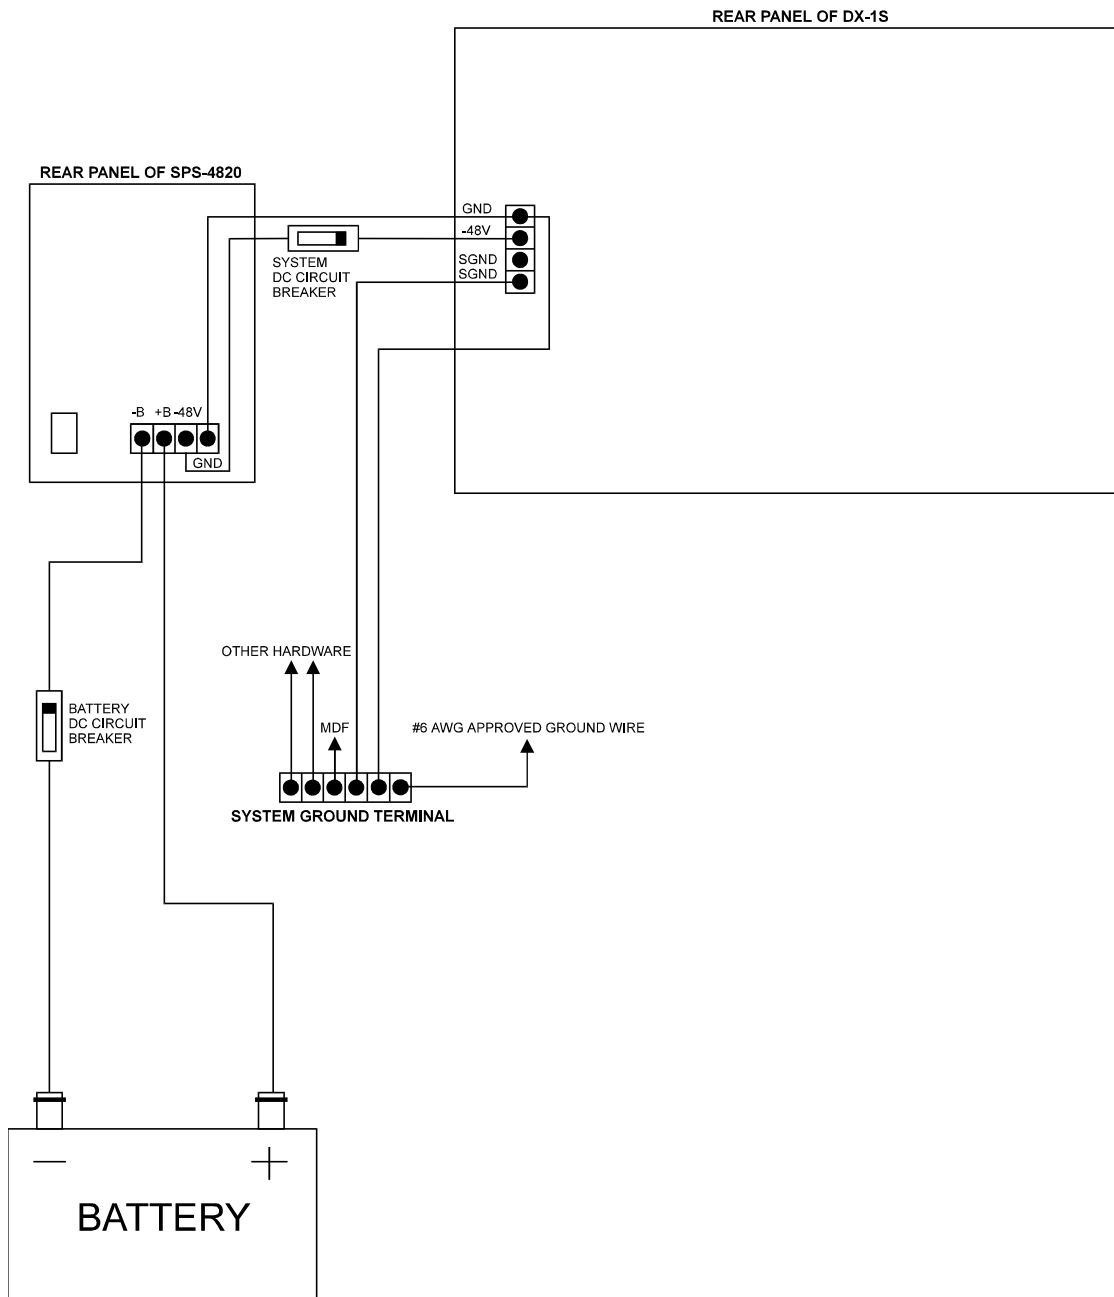 REAR PANEL OF DX-1S
REAR PANEL OF SPS-4820
GND
-48V
SGND
SGND
SYSTEM
DC CIRCUIT
BREAKER
-B +B -48V
GND
OTHER HARDWARE
MDF
#6 AWG APPROVED GROUND WIRE
BATTERY
DC CIRCUIT
BREAKER
SYSTEM GROUND TERMINAL
— +
BATTERY